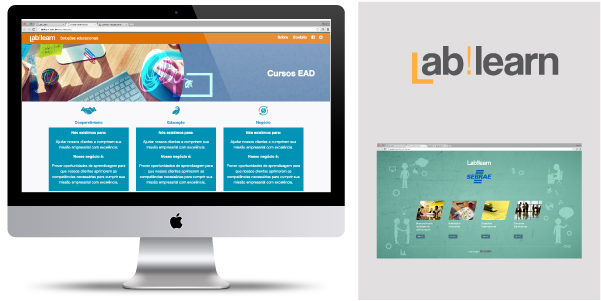 Lab!learn
Soluções educacionais
Sobre
Contato
Cursos EAD
Cooperativismo
Educação
Negócio
Nós existimos para:
Ajudar nossos clientes a cumprirem sua
missão empresarial com excelência.
Nosso negócio é:
Prover oportunidades de aprendizagem para
que nossos clientes aprimorem as
competências necessárias para cumprir sua
missão empresarial com excelência.
Nós existimos para:
Ajudar nossos clientes a cumprirem sua
missão empresarial com excelência.
Nosso negócio é:
Prover oportunidades de aprendizagem para
que nossos clientes aprimorem as
competências necessárias para cumprir sua
missão empresarial com excelência.
Nós existimos para:
Ajudar nossos clientes a cumprirem sua
missão empresarial com excelência.
Nosso negócio é:
Prover oportunidades de aprendizagem para
que nossos clientes aprimorem as
competências necessárias para cumprir sua
missão empresarial com excelência.
Lab!learn
Lab!learn
SEBRAE